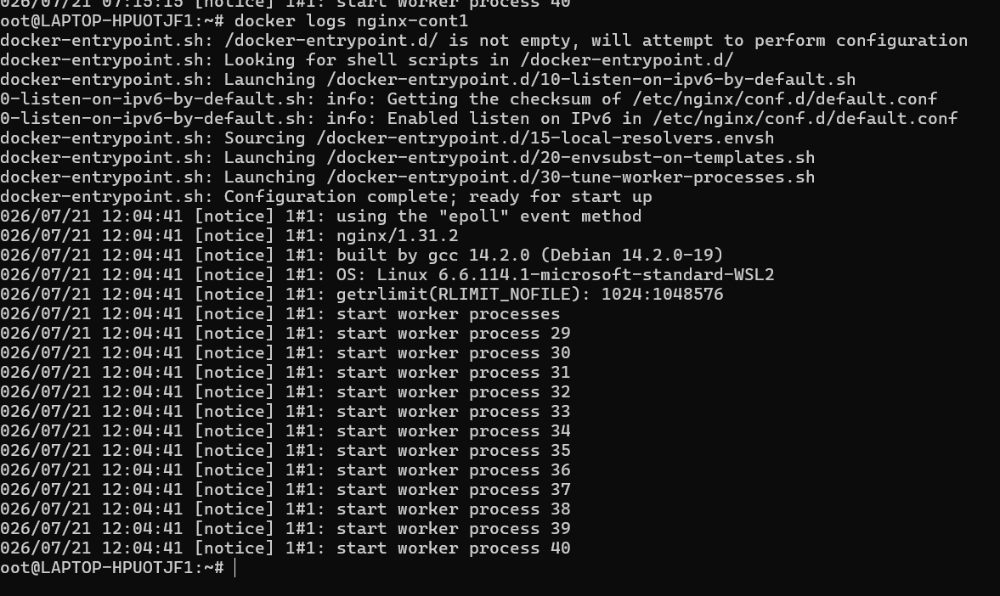 026/07/21 07:15:15 [notice] 1#1: start worker process 40
oot@LAPTOP-HPUOTJF1:~# docker logs nginx-cont1
docker-entrypoint.sh: /docker-entrypoint.d/ is not empty, will attempt to perform configuration
docker-entrypoint.sh: Looking for shell scripts in /docker-entrypoint.d/
docker-entrypoint.sh: Launching /docker-entrypoint.d/10-listen-on-ipv6-by-default.sh
0-listen-on-ipv6-by-default.sh: info: Getting the checksum of /etc/nginx/conf.d/default.conf
0-listen-on-ipv6-by-default.sh: info: Enabled listen on IPv6 in /etc/nginx/conf.d/default.conf
docker-entrypoint.sh: Sourcing /docker-entrypoint.d/15-local-resolvers.envsh
docker-entrypoint.sh: Launching /docker-entrypoint.d/20-envsubst-on-templates.sh
docker-entrypoint.sh: Launching /docker-entrypoint.d/30-tune-worker-processes.sh
docker-entrypoint.sh: Configuration complete; ready for start up
026/07/21 12:04:41 [notice] 1#1: using the "epoll" event method
026/07/21 12:04:41 [notice] 1#1: nginx/1.31.2
026/07/21 12:04:41 [notice] 1#1: built by gcc 14.2.0 (Debian 14.2.0-19)
026/07/21 12:04:41 [notice] 1#1: OS: Linux 6.6.114.1-microsoft-standard-WSL2
026/07/21 12:04:41 [notice] 1#1: getrlimit(RLIMIT_NOFILE): 1024:1048576
026/07/21 12:04:41 [notice] 1#1: start worker processes
026/07/21 12:04:41 [notice] 1#1: start worker process 29
026/07/21 12:04:41 [notice] 1#1: start worker process 30
026/07/21 12:04:41 [notice] 1#1: start worker process 31
026/07/21 12:04:41 [notice] 1#1: start worker process 32
026/07/21 12:04:41 [notice] 1#1: start worker process 33
026/07/21 12:04:41 [notice] 1#1: start worker process 34
026/07/21 12:04:41 [notice] 1#1: start worker process 35
026/07/21 12:04:41 [notice] 1#1: start worker process 36
026/07/21 12:04:41 [notice] 1#1: start worker process 37
026/07/21 12:04:41 [notice] 1#1: start worker process 38
026/07/21 12:04:41 [notice] 1#1: start worker process 39
026/07/21 12:04:41 [notice] 1#1: start worker process 40
oot@LAPTOP-HPUOTJF1:~#